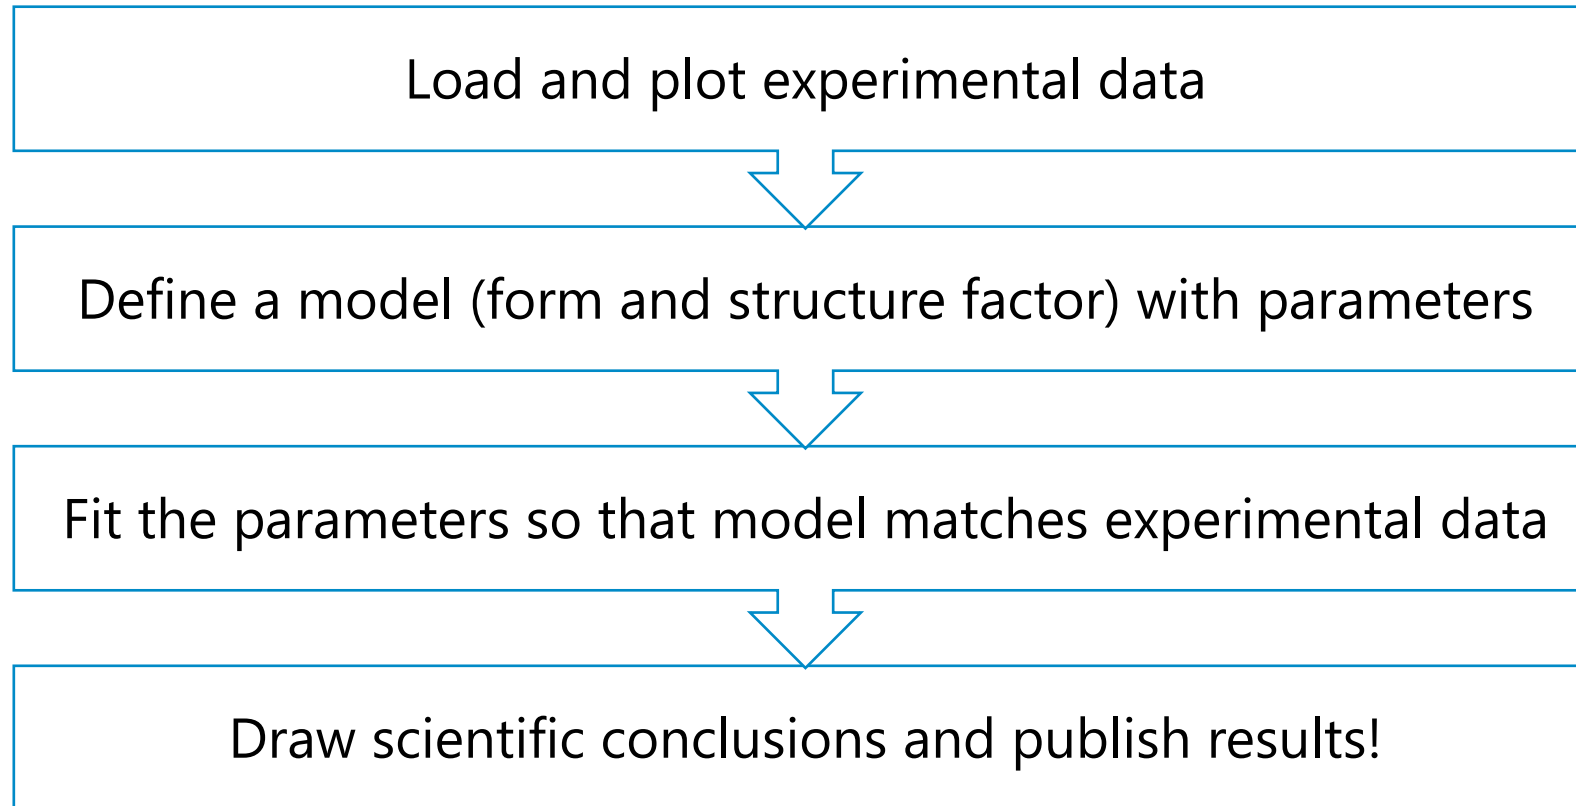 Load and plot experimental data
Define a model (form and structure factor) with parameters
Fit the parameters so that model matches experimental data
Draw scientific conclusions and publish results!